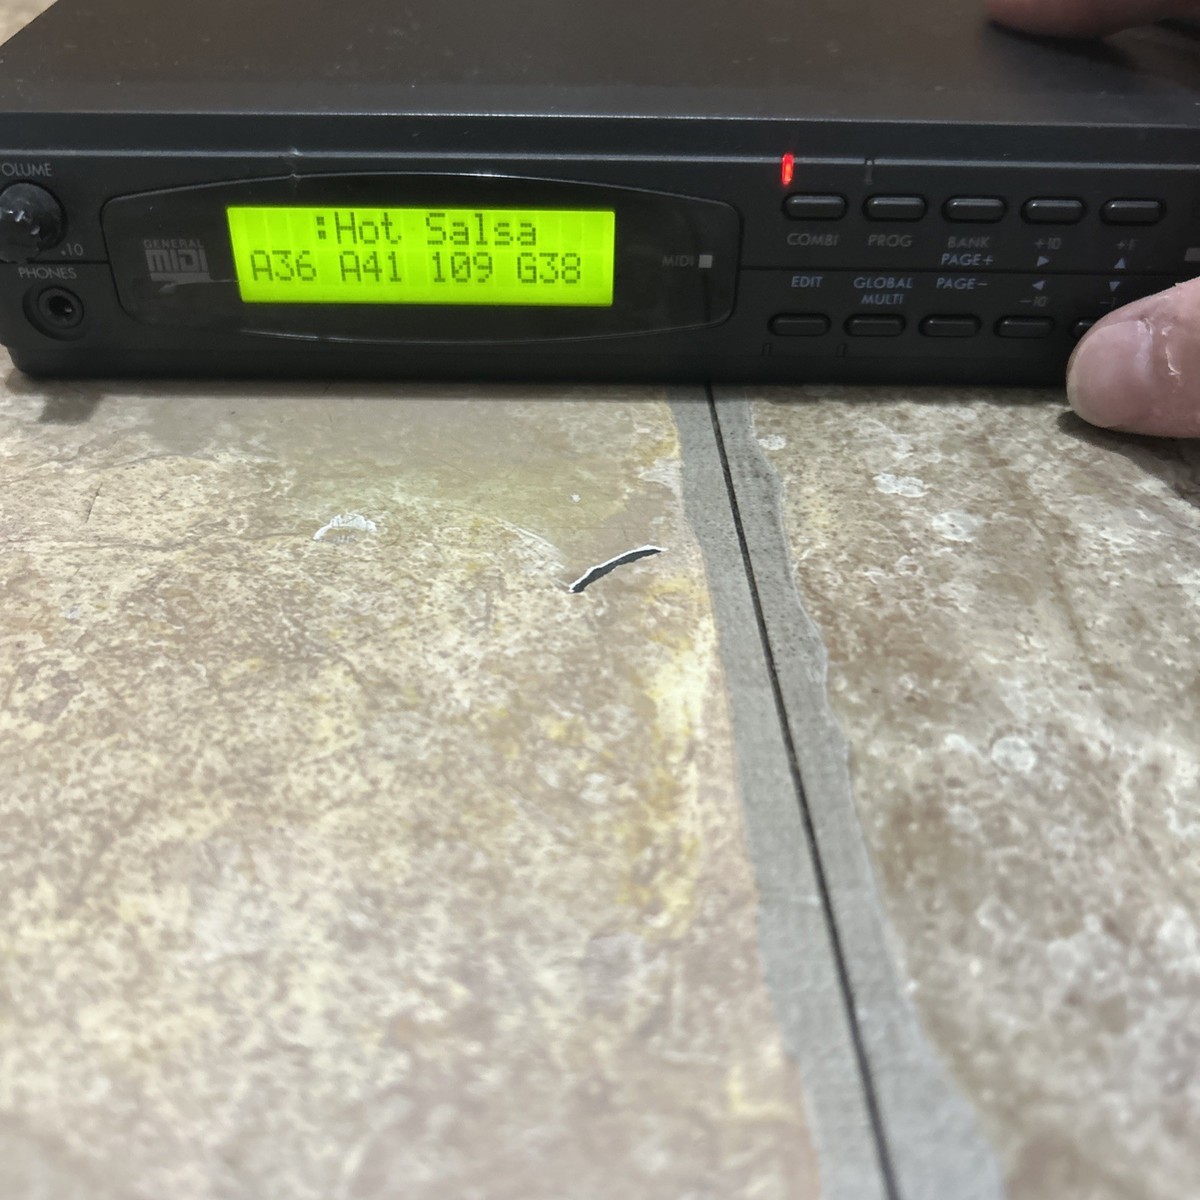 VOLUME
.10
PHONES
GENERAL
MIDI
:Hot Salsa
A36 A41 109 G38
MIDI
COMBI PROG BANK +10 +1
PAGE+
EDIT GLOBAL PAGE−
MULTI −10